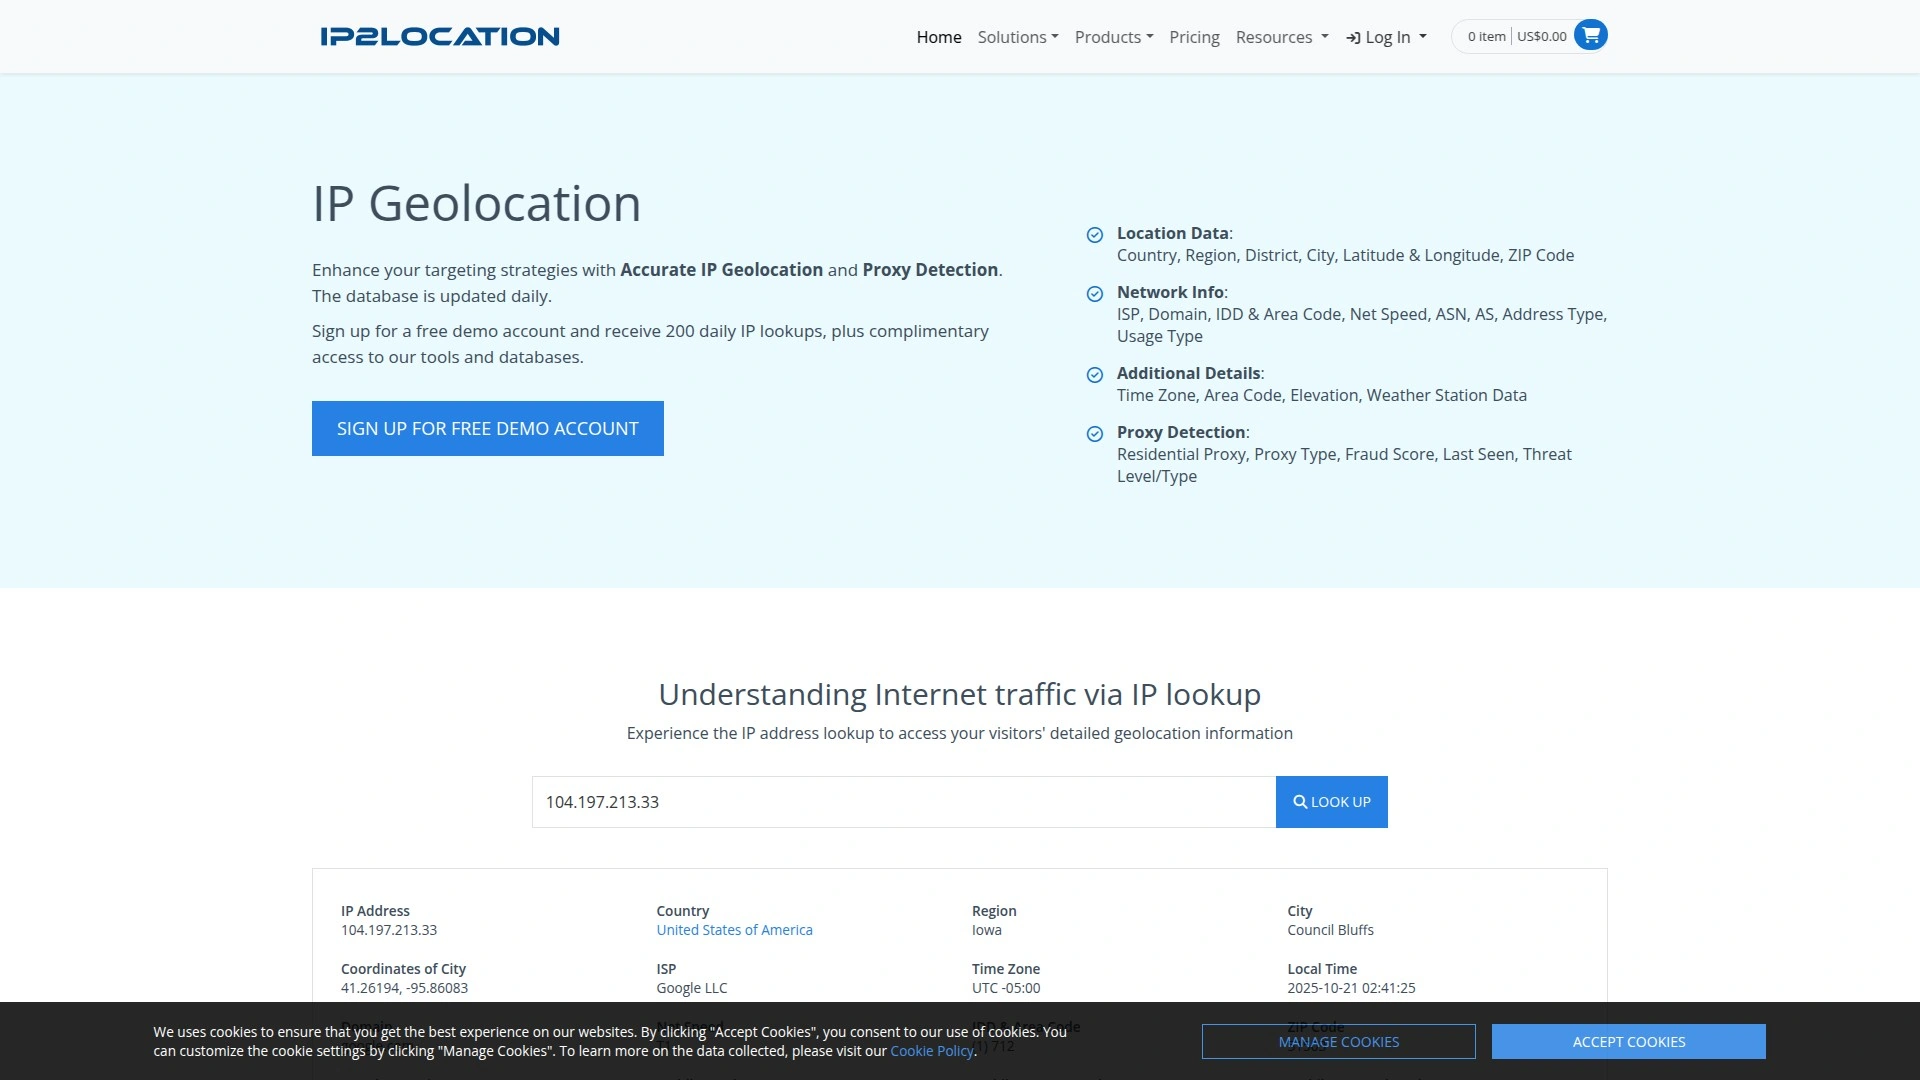 IP2LOCATION
Home Solutions Products Pricing Resources Log In 0 item US$0.00
IP Geolocation
Enhance your targeting strategies with Accurate IP Geolocation and Proxy Detection.
The database is updated daily.
Sign up for a free demo account and receive 200 daily IP lookups, plus complimentary
access to our tools and databases.
SIGN UP FOR FREE DEMO ACCOUNT
Location Data:
Country, Region, District, City, Latitude & Longitude, ZIP Code
Network Info:
ISP, Domain, IDD & Area Code, Net Speed, ASN, AS, Address Type,
Usage Type
Additional Details:
Time Zone, Area Code, Elevation, Weather Station Data
Proxy Detection:
Residential Proxy, Proxy Type, Fraud Score, Last Seen, Threat
Level/Type
Understanding Internet traffic via IP lookup
Experience the IP address lookup to access your visitors' detailed geolocation information
104.197.213.33
LOOK UP
IP Address Country Region City
104.197.213.33 United States of America Iowa Council Bluffs
Coordinates of City ISP Time Zone Local Time
41.26194, -95.86083 Google LLC UTC -05:00 2025-10-21 02:41:25
ZIP Code
(1) 712
We uses cookies to ensure that you get the best experience on our websites. By clicking "Accept Cookies", you consent to our use of cookies. You
can customize the cookie settings by clicking "Manage Cookies". To learn more on the data collected, please visit our Cookie Policy.
MANAGE COOKIES
ACCEPT COOKIES